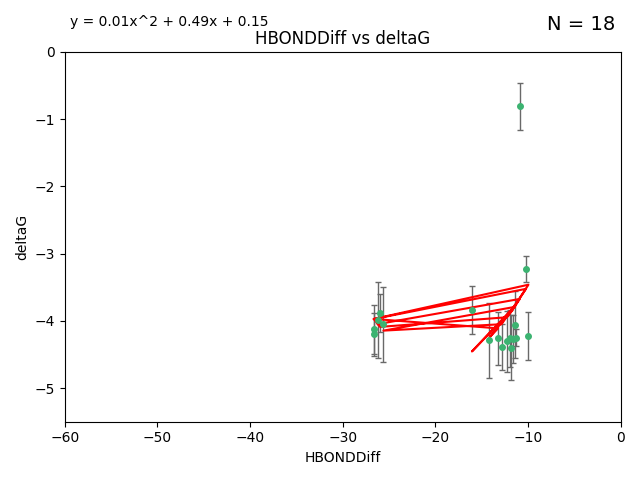 y = 0.01x^2 + 0.49x + 0.15
N = 18
HBONDDiff vs deltaG
0
−1
−2
−3
−4
−5
deltaG
−60 −50 −40 −30 −20 −10 0
HBONDDiff